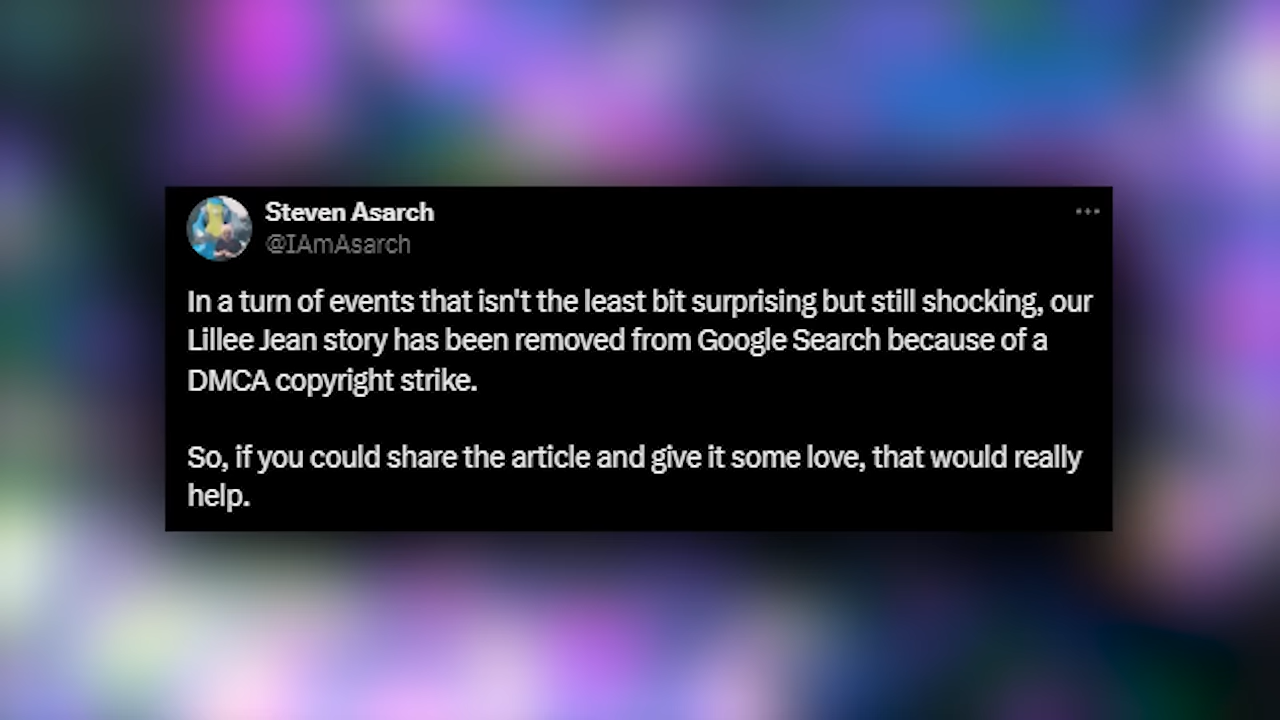 Steven Asarch
@IAmAsarch
In a turn of events that isn't the least bit surprising but still shocking, our
Lillee Jean story has been removed from Google Search because of a
DMCA copyright strike.
So, if you could share the article and give it some love, that would really
help.